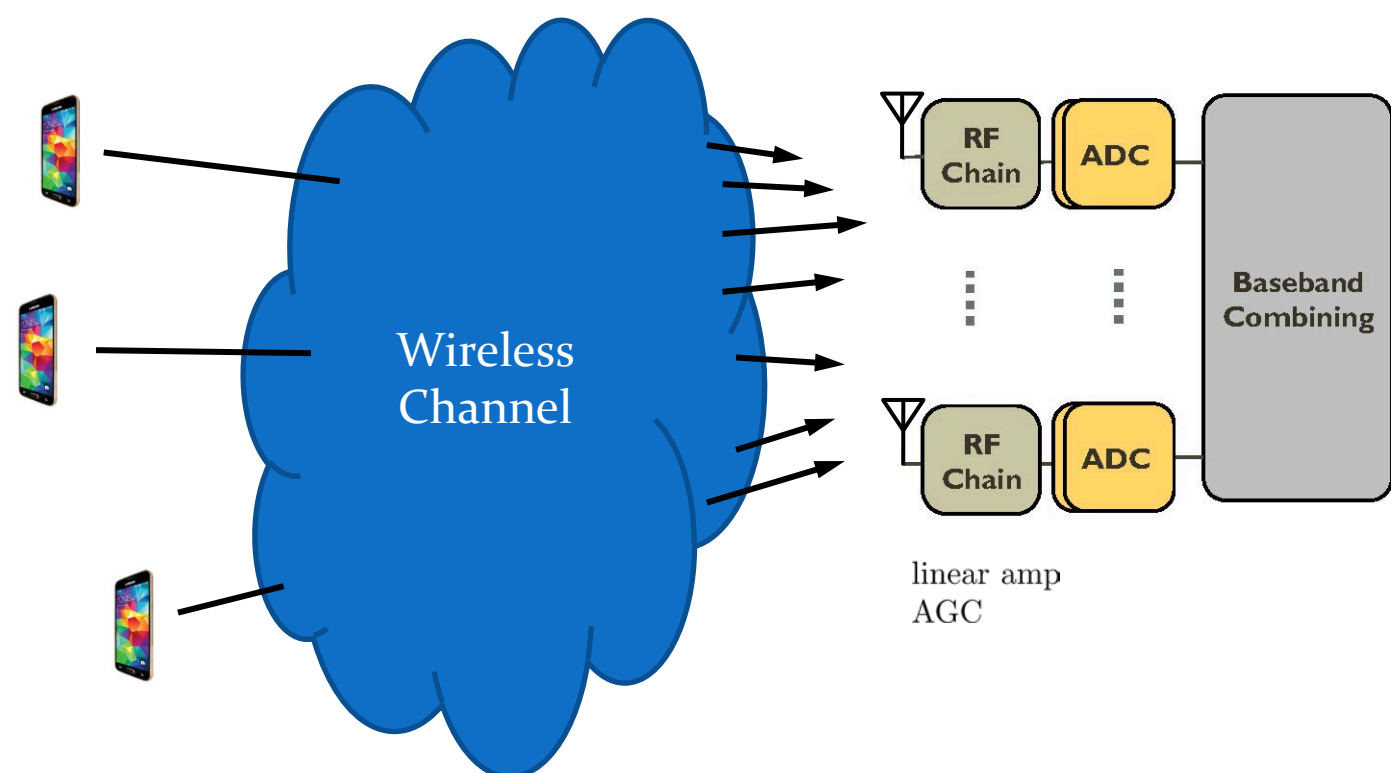 RF
Chain
ADC
Wireless
Channel
Baseband
Combining
RF
Chain
ADC
linear amp
AGC